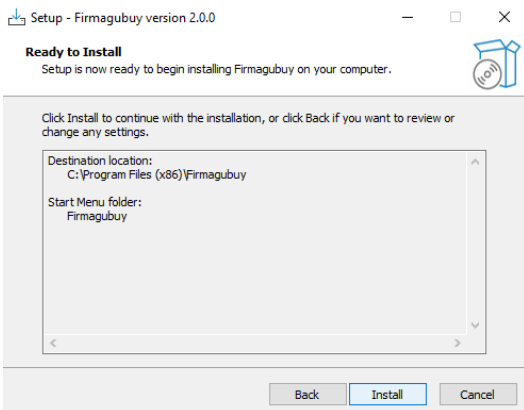 Setup - Firmagubuy version 2.0.0
Ready to Install
Setup is now ready to begin installing Firmagubuy on your computer.
Click Install to continue with the installation, or click Back if you want to review or
change any settings.
Destination location:
C:\Program Files (x86)\Firmagubuy
Start Menu folder:
Firmagubuy
Back
Install
Cancel